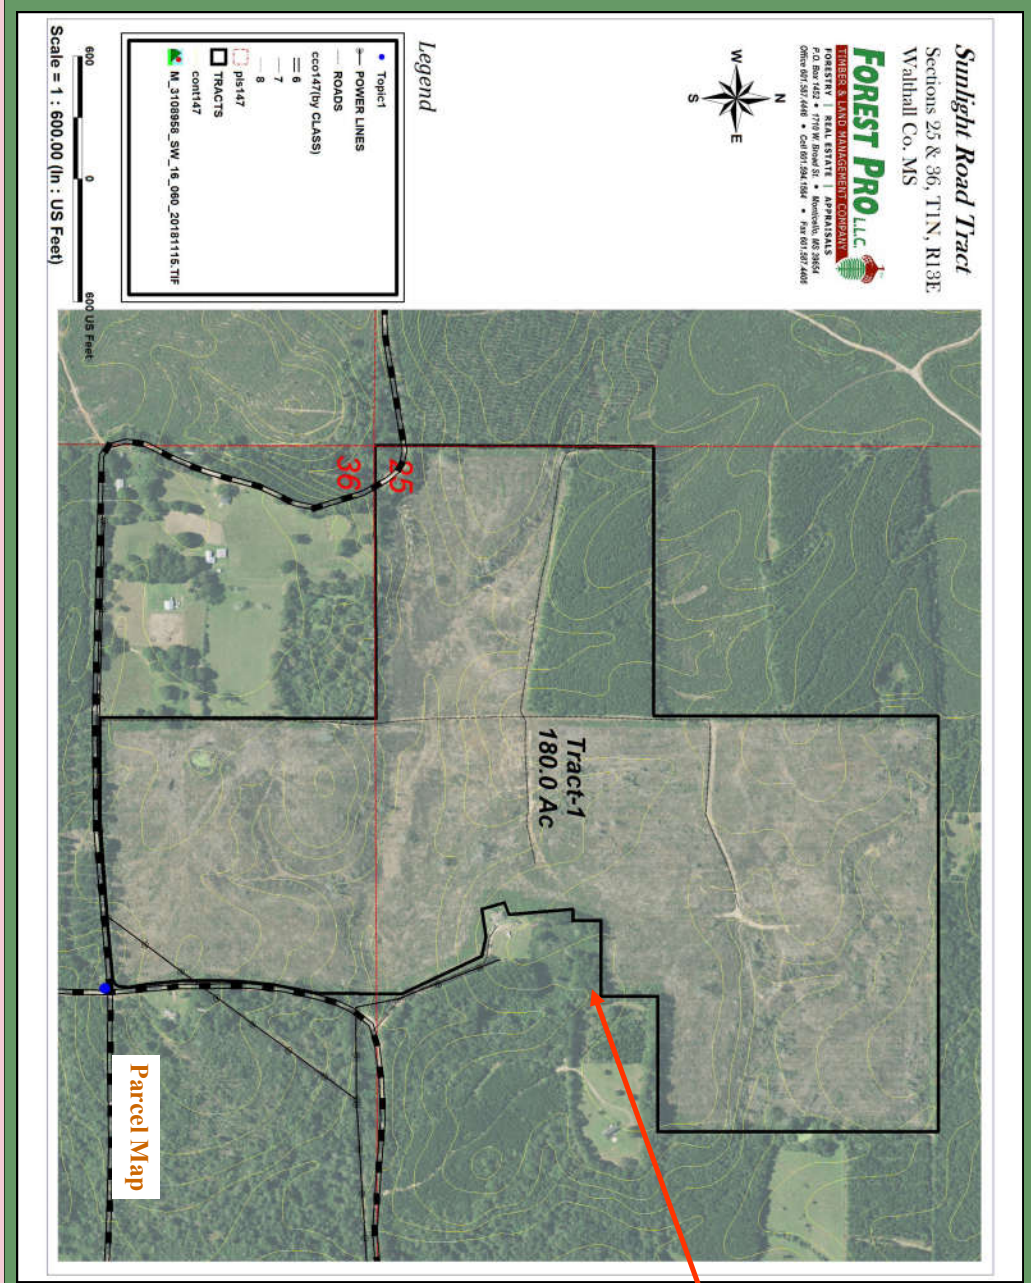 Sunlight Road Tract
Sections 25 & 36, T1N, R13E
Walthall Co. MS
FOREST PRO L.L.C.
TIMBER & LAND MANAGEMENT COMPANY
FORESTRY | REAL ESTATE | APPRAISALS
P.O. Box 1452 • 1710 W. Broad St. • Monticello, MS 39654
Office 601.587.4446 • Cell 601.594.1564 • Fax 601.587.4406
N
W
E
S
Legend
Topic1
POWER LINES
ROADS
cco147(by CLASS)
6
7
8
pls147
TRACTS
cont147
M_3108958_SW_16_060_20181115.TIF
600 0 600 US Feet
Scale = 1 : 600.00 (In : US Feet)
25
36
Tract-1
180.0 Ac
Parcel Map